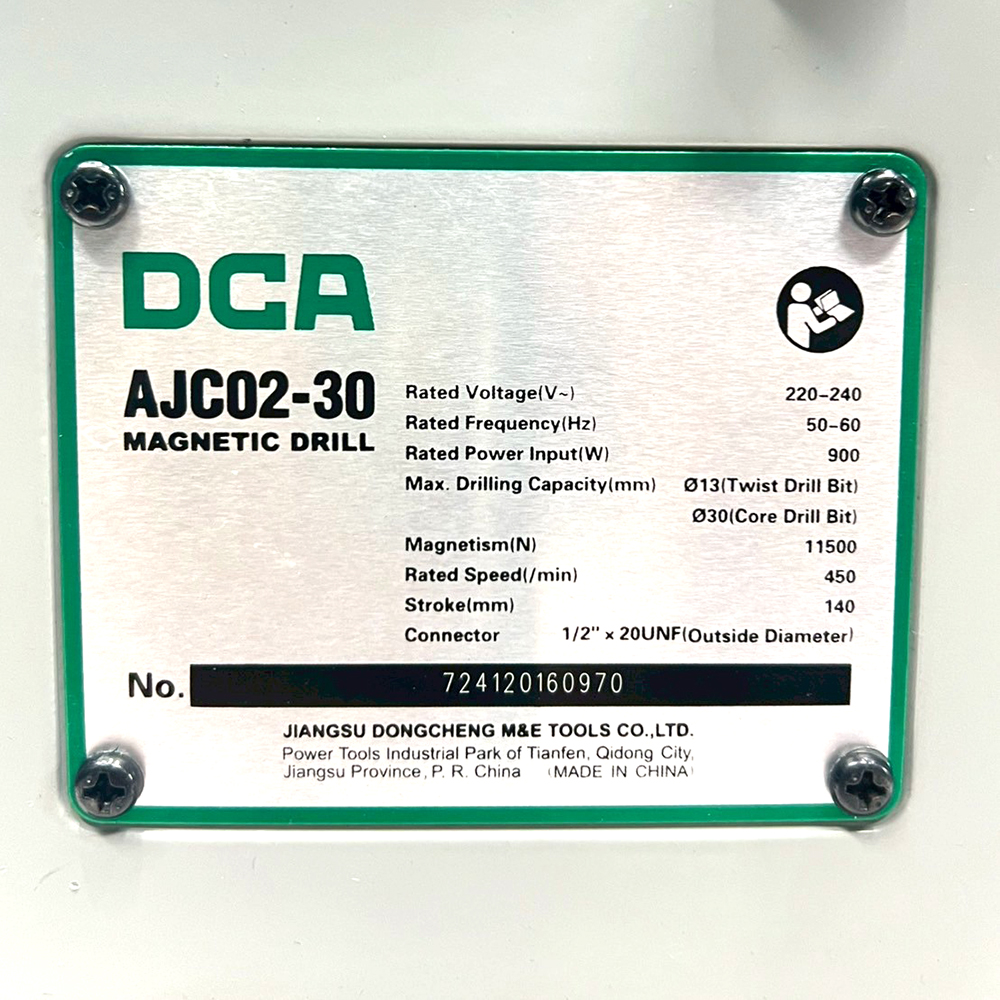 DCA
AJC02-30
MAGNETIC DRILL
Rated Voltage(V~) 220-240
Rated Frequency(Hz) 50-60
Rated Power Input(W) 900
Max. Drilling Capacity(mm) Ø13(Twist Drill Bit)
Ø30(Core Drill Bit)
Magnetism(N) 11500
Rated Speed(/min) 450
Stroke(mm) 140
Connector 1/2" × 20UNF(Outside Diameter)
No. 724120160970
JIANGSU DONGCHENG M&E TOOLS CO.,LTD.
Power Tools Industrial Park of Tianfen, Qidong City,
Jiangsu Province, P. R. China (MADE IN CHINA)